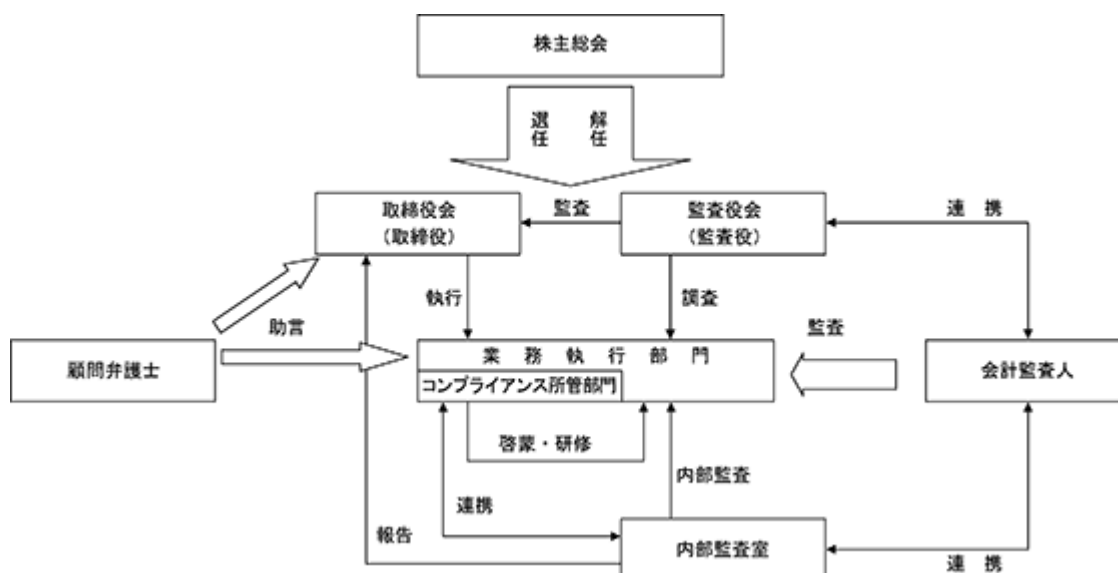 株主総会
選任 解任
取締役会
(取締役)
監査
監査役会
(監査役)
連 携
執行
調査
助言
監査
顧問弁護士
業 務 執 行 部 門
コンプライアンス所管部門
会計監査人
啓蒙・研修
内部監査
連携
報告
内部監査室
連 携